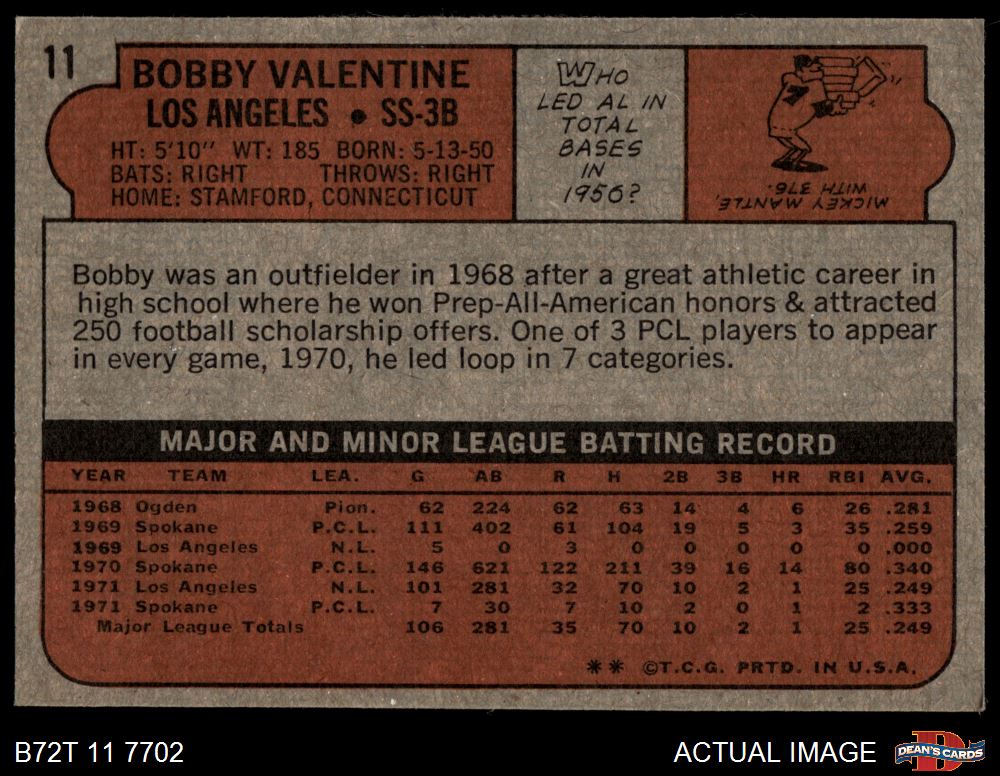 11
BOBBY VALENTINE
LOS ANGELES • SS-3B
HT: 5'10" WT: 185 BORN: 5-13-50
BATS: RIGHT THROWS: RIGHT
HOME: STAMFORD, CONNECTICUT
WHO
LED AL IN
TOTAL
BASES
IN
1956?
7
MICKEY MANTLE,
WITH 376.
Bobby was an outfielder in 1968 after a great athletic career in
high school where he won Prep-All-American honors & attracted
250 football scholarship offers. One of 3 PCL players to appear
in every game, 1970, he led loop in 7 categories.
MAJOR AND MINOR LEAGUE BATTING RECORD
YEAR TEAM LEA. G AB R H 2B 3B HR RBI AVG.
1968 Ogden Pion. 62 224 62 63 14 4 6 26 .281
1969 Spokane P.C.L. 111 402 61 104 19 5 3 35 .259
1969 Los Angeles N.L. 5 0 3 0 0 0 0 0 .000
1970 Spokane P.C.L. 146 621 122 211 39 16 14 80 .340
1971 Los Angeles N.L. 101 281 32 70 10 2 1 25 .249
1971 Spokane P.C.L. 7 30 7 10 2 0 1 2 .333
Major League Totals 106 281 35 70 10 2 1 25 .249
** ©T.C.G. PRTD. IN U.S.A.
B72T 11 7702
ACTUAL IMAGE
DEAN'S CARDS